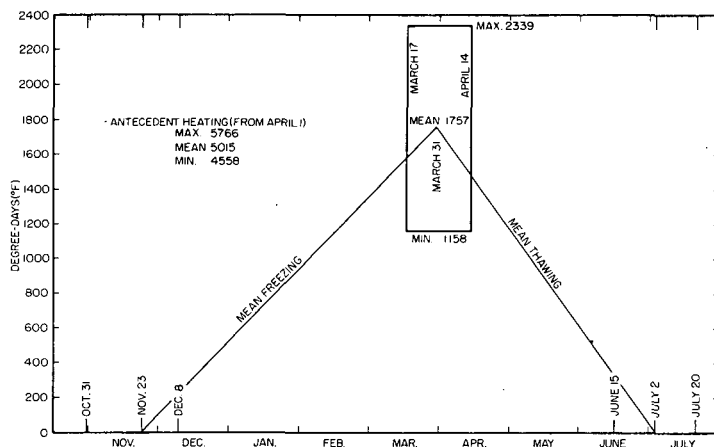 2400
2200
2000
1800
1600
1400
1200
1000
800
600
400
200
0
DEGREE-DAYS(°F)
MAX. 2339
MARCH 17
APRIL 14
ANTECEDENT HEATING (FROM APRIL 1)
MAX. 5766
MEAN 5015
MIN. 4558
MEAN 1757
MARCH 31
MIN. 1158
MEAN FREEZING
MEAN THAWING
OCT. 31
NOV. 23
DEC. 8
JUNE 15
JULY 2
JULY 20
NOV. DEC. JAN. FEB. MAR. APR. MAY JUNE JULY